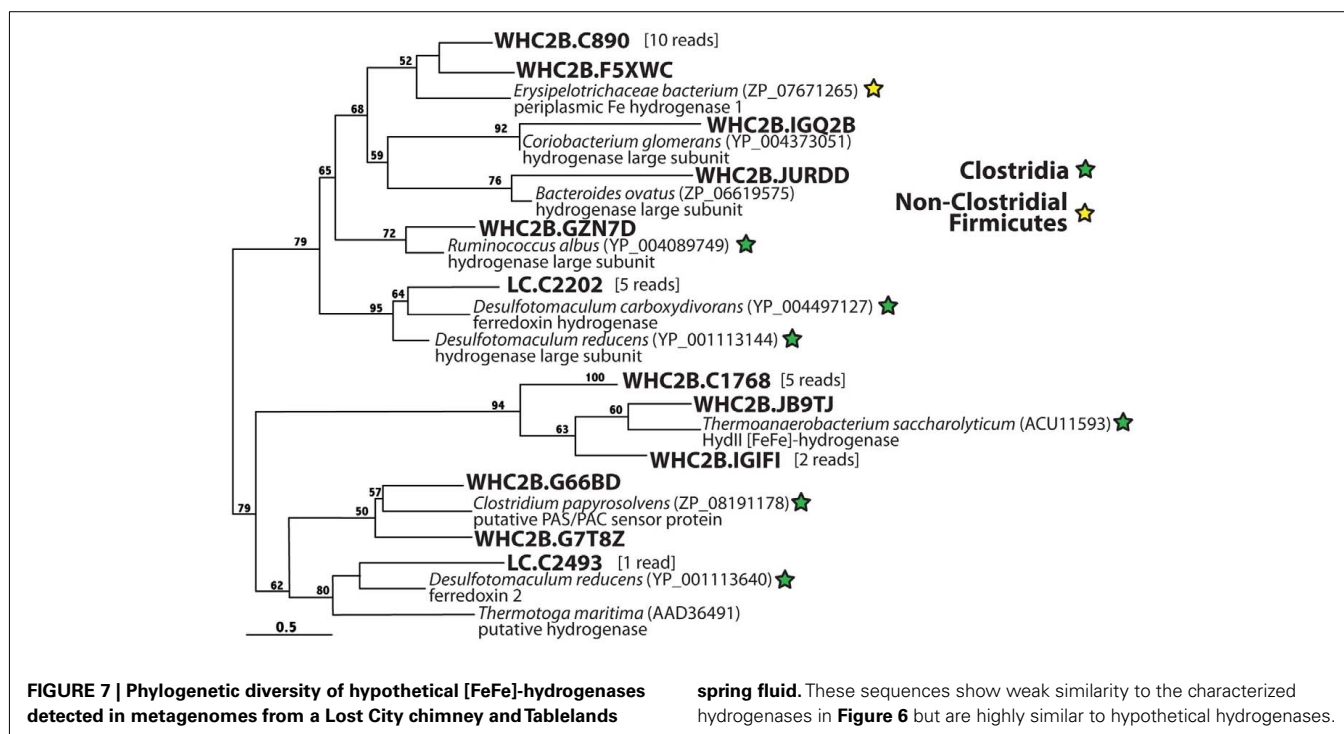 WHC2B.C890 [10 reads]
52
WHC2B.F5XWC
Erysipelotrichaceae bacterium (ZP_07671265)
periplasmic Fe hydrogenase 1
68
92
WHC2B.IGQ2B
Coriobacterium glomerans (YP_004373051)
hydrogenase large subunit
59
65
76
WHC2B.JURDD
Bacteroides ovatus (ZP_06619575)
hydrogenase large subunit
Clostridia
Non-Clostridial
Firmicutes
79
72
WHC2B.GZN7D
Ruminococcus albus (YP_004089749)
hydrogenase large subunit
LC.C2202 [5 reads]
64
95
Desulfotomaculum carboxydivorans (YP_004497127)
ferredoxin hydrogenase
Desulfotomaculum reducens (YP_001113144)
hydrogenase large subunit
100
WHC2B.C1768 [5 reads]
94
60
WHC2B.JB9TJ
Thermoanaerobacterium saccharolyticum (ACU11593)
HydII [FeFe]-hydrogenase
63
WHC2B.IGIFI [2 reads]
WHC2B.G66BD
57
Clostridium papyrosolvens (ZP_08191178)
putative PAS/PAC sensor protein
50
79
WHC2B.G7T8Z
LC.C2493 [1 read]
62
80
Desulfotomaculum reducens (YP_001113640)
ferredoxin 2
Thermotoga maritima (AAD36491)
putative hydrogenase
0.5
FIGURE 7 | Phylogenetic diversity of hypothetical [FeFe]-hydrogenases
detected in metagenomes from a Lost City chimney and Tablelands
spring fluid. These sequences show weak similarity to the characterized
hydrogenases in Figure 6 but are highly similar to hypothetical hydrogenases.